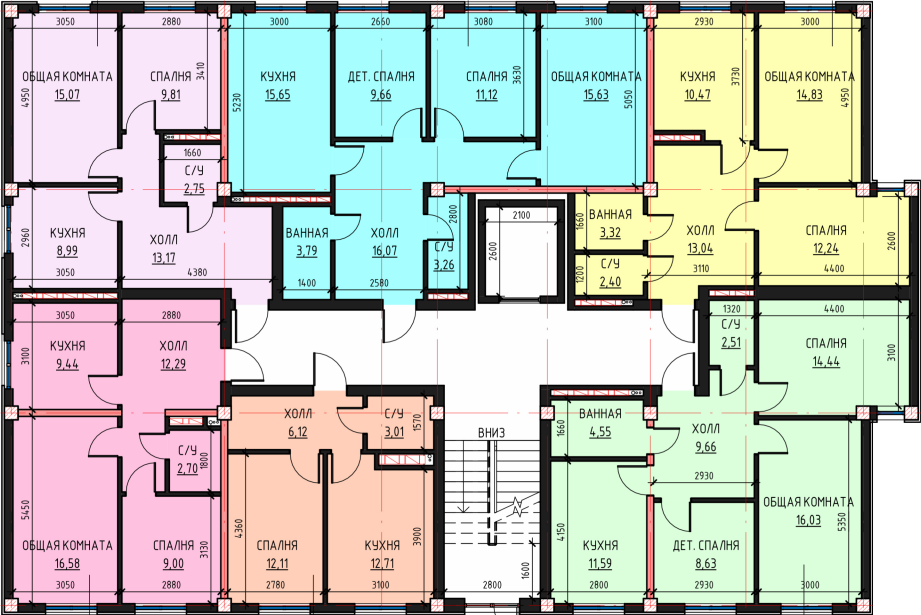 3050 2880 3000 2660 3080 3100 2930 3000
ОБЩАЯ КОМНАТА
15,07
4950
СПАЛНЯ
9,81
3410
КУХНЯ
15,65
5230
ДЕТ. СПАЛНЯ
9,66
СПАЛНЯ
11,12
3630
ОБЩАЯ КОМНАТА
15,63
5050
КУХНЯ
10,47
3730
ОБЩАЯ КОМНАТА
14,83
4950
1660
С/У
2,75
КУХНЯ
8,99
2960
3050
ХОЛЛ
13,17
4380
ВАННАЯ
3,79
1400
ХОЛЛ
16,07
2580
2800
С/У
3,26
2100
2600
1660
ВАННАЯ
3,32
1200
С/У
2,40
ХОЛЛ
13,04
3110
СПАЛНЯ
12,24
4400
2600
3050
КУХНЯ
9,44
3100
2880
ХОЛЛ
12,29
1320
С/У
2,51
4400
СПАЛНЯ
14,44
3100
ХОЛЛ
6,12
С/У
3,01
1570
ВНИЗ
ВАННАЯ
4,55
1660
ХОЛЛ
9,66
2930
С/У
2,70
1800
5450
ОБЩАЯ КОМНАТА
16,58
3050
СПАЛНЯ
9,00
3130
2880
4360
СПАЛНЯ
12,11
2780
КУХНЯ
12,71
3900
3100
1600
2800
4150
КУХНЯ
11,59
2800
ДЕТ. СПАЛНЯ
8,63
2930
ОБЩАЯ КОМНАТА
16,03
5350
3000